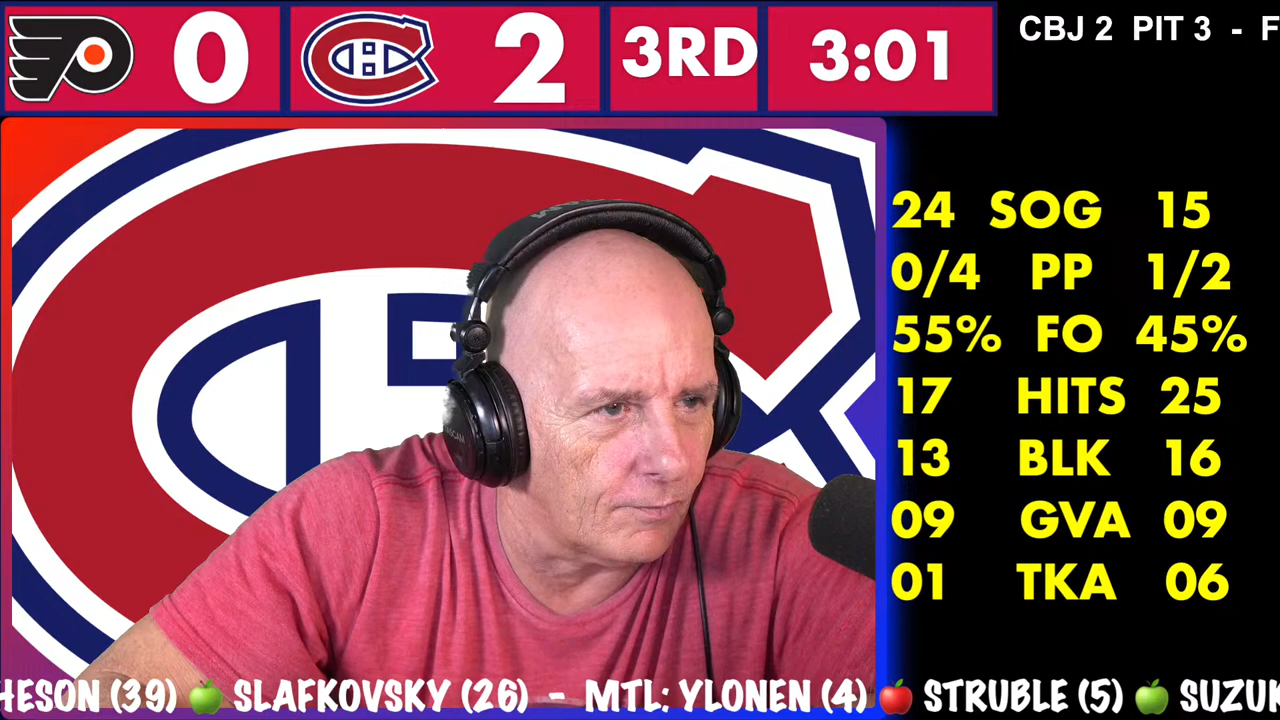 0 2 3RD 3:01 CBJ 2 PIT 3 - F
24 SOG 15
0/4 PP 1/2
55% FO 45%
17 HITS 25
13 BLK 16
09 GVA 09
01 TKA 06
HESON (39) SLAFKOVSKY (26) - MTL; YLONEN (4) STRUBLE (5) SUZUK